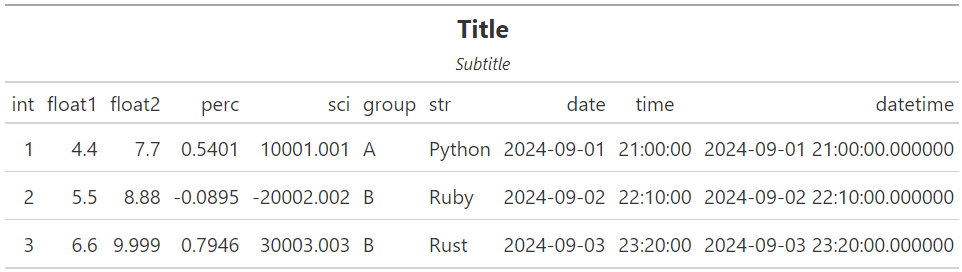 Title
Subtitle
int float1 float2 perc sci group str date time datetime
1 4.4 7.7 0.5401 10001.001 A Python 2024-09-01 21:00:00 2024-09-01 21:00:00.000000
2 5.5 8.88 -0.0895 -20002.002 B Ruby 2024-09-02 22:10:00 2024-09-02 22:10:00.000000
3 6.6 9.999 0.7946 30003.003 B Rust 2024-09-03 23:20:00 2024-09-03 23:20:00.000000